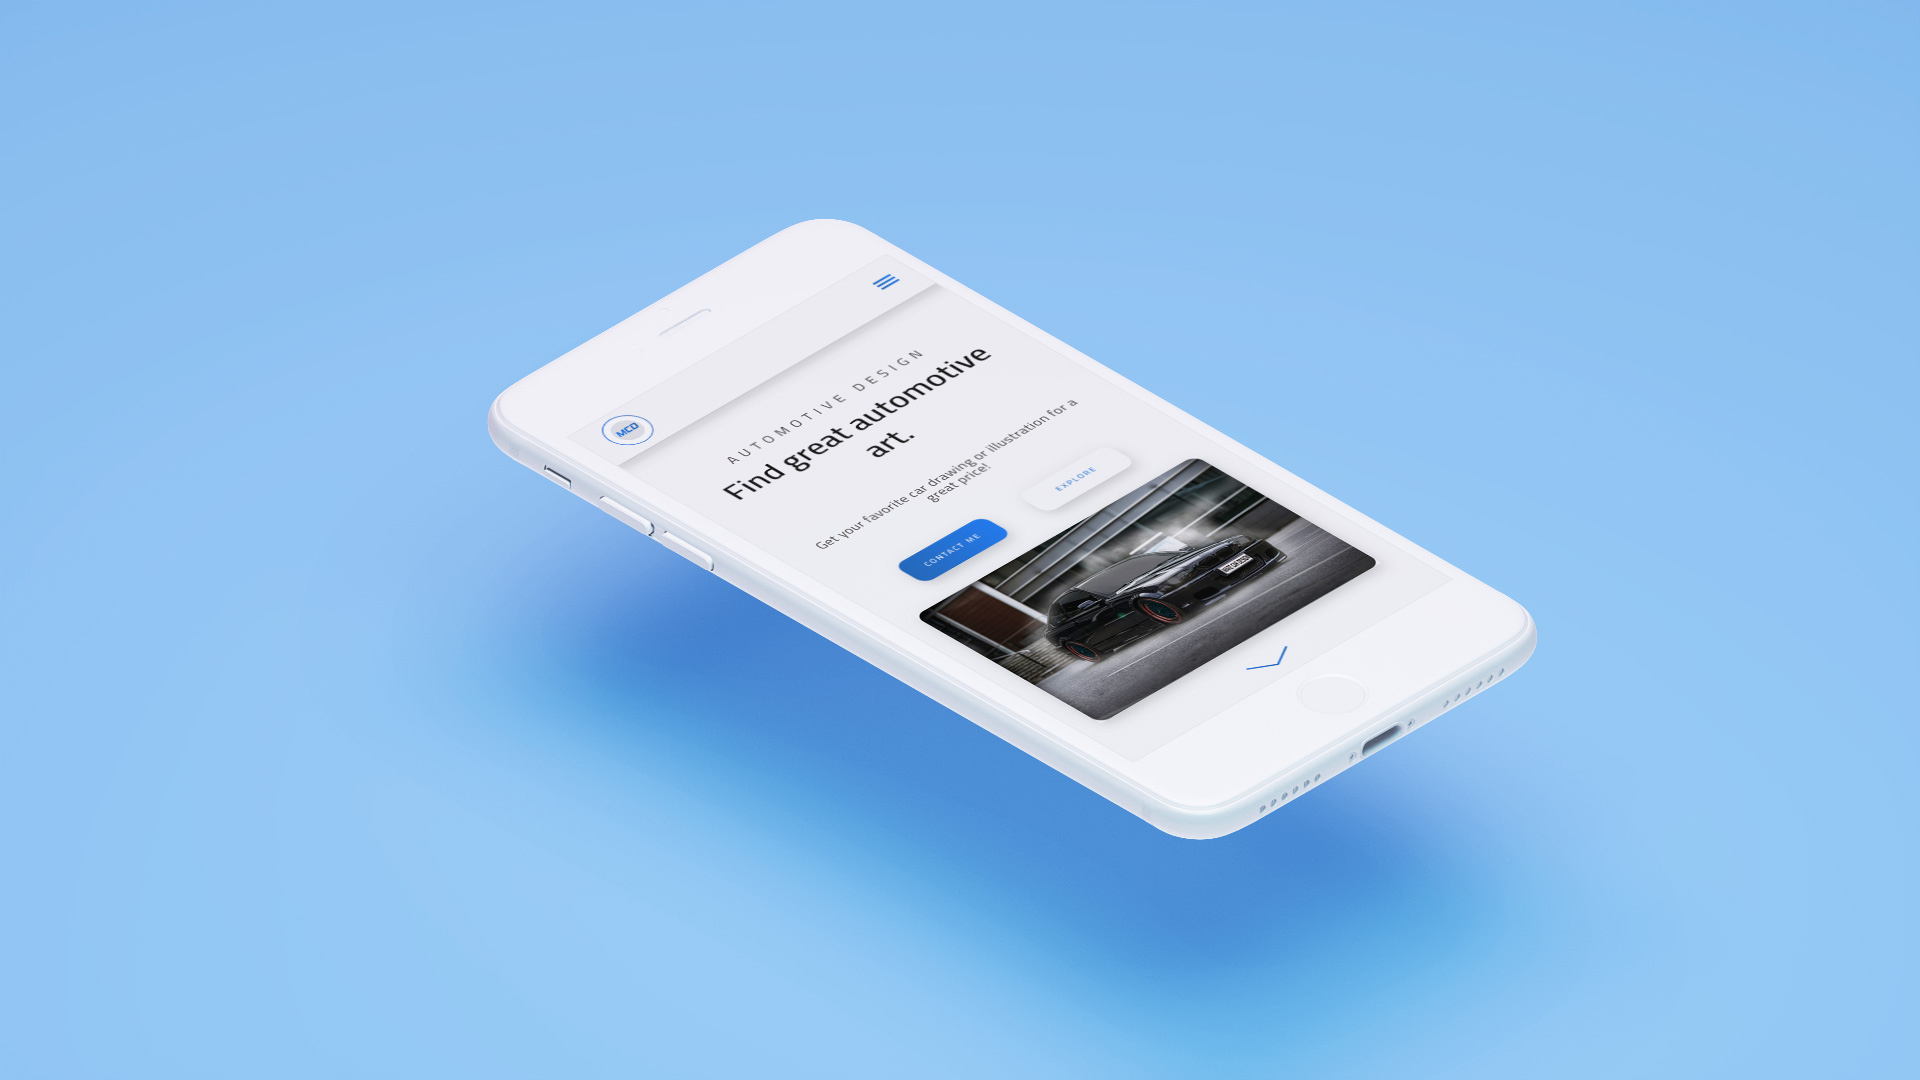 MCD
AUTOMOTIVE DESIGN
Find great automotive
art.
Get your favorite car drawing or illustration for a
great price!
CONTACT ME
EXPLORE